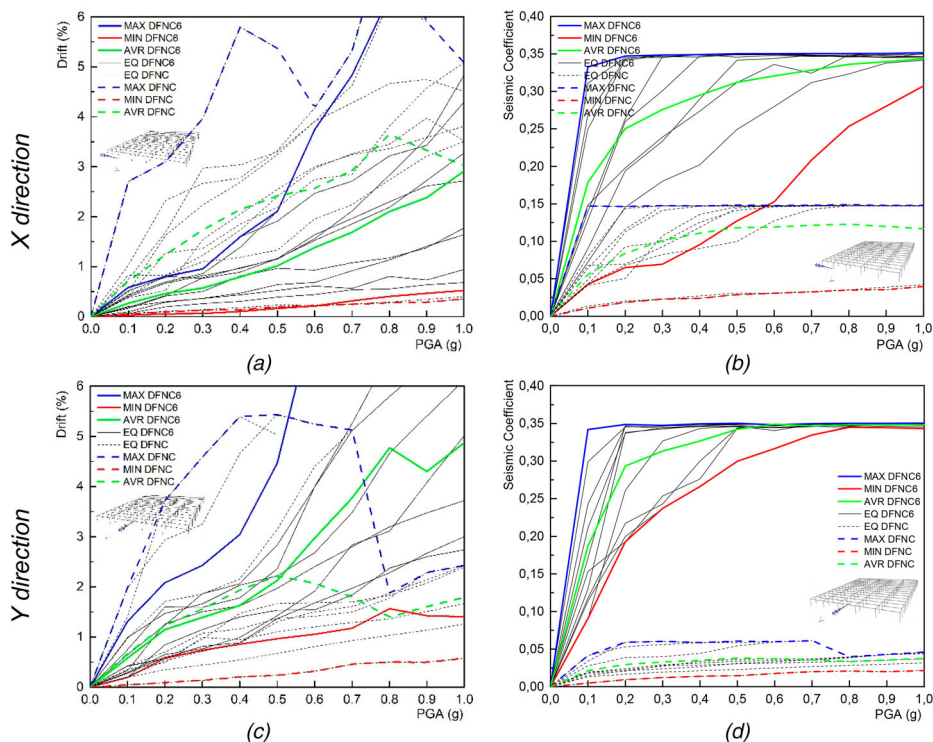 X direction
Drift (%)
6
5
4
3
2
1
0
MAX DFNC6
MIN DFNC6
AVR DFNC6
EQ DFNC6
EQ DFNC
MAX DFNC
MIN DFNC
AVR DFNC
0.0 0.1 0.2 0.3 0.4 0.5 0.6 0.7 0.8 0.9 1.0
PGA (g)
(a)
Seismic Coefficient
0,40
0,35
0,30
0,25
0,20
0,15
0,10
0,05
0,00
MAX DFNC6
MIN DFNC6
AVR DFNC6
EQ DFNC6
EQ DFNC
MAX DFNC
MIN DFNC
AVR DFNC
0,0 0,1 0,2 0,3 0,4 0,5 0,6 0,7 0,8 0,9 1,0
PGA (g)
(b)
Y direction
Drift (%)
6
5
4
3
2
1
0
MAX DFNC6
MIN DFNC6
AVR DFNC6
EQ DFNC6
EQ DFNC
MAX DFNC
MIN DFNC
AVR DFNC
0.0 0.1 0.2 0.3 0.4 0.5 0.6 0.7 0.8 0.9 1.0
PGA (g)
(c)
Seismic Coefficient
0,40
0,35
0,30
0,25
0,20
0,15
0,10
0,05
0,00
MAX DFNC6
MIN DFNC6
AVR DFNC6
EQ DFNC6
EQ DFNC
MAX DFNC
MIN DFNC
AVR DFNC
0,0 0,1 0,2 0,3 0,4 0,5 0,6 0,7 0,8 0,9 1,0
PGA (g)
(d)